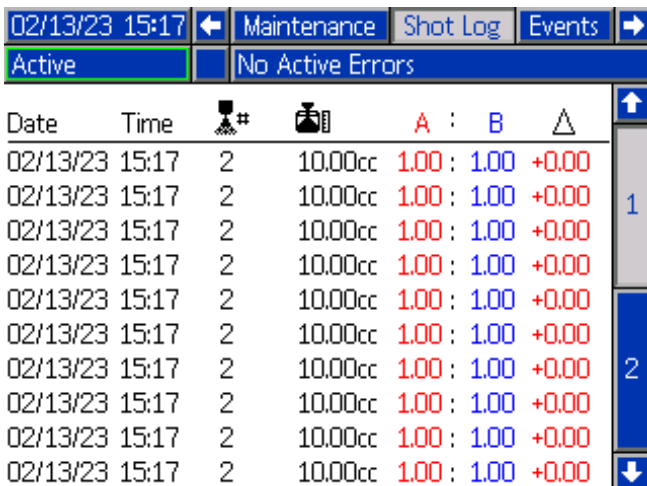 02/13/23 15:17 Maintenance Shot Log Events
Active No Active Errors
Date Time # A : B Δ
02/13/23 15:17 2 10.00cc 1.00 : 1.00 +0.00
02/13/23 15:17 2 10.00cc 1.00 : 1.00 +0.00
02/13/23 15:17 2 10.00cc 1.00 : 1.00 +0.00
02/13/23 15:17 2 10.00cc 1.00 : 1.00 +0.00
02/13/23 15:17 2 10.00cc 1.00 : 1.00 +0.00
02/13/23 15:17 2 10.00cc 1.00 : 1.00 +0.00
02/13/23 15:17 2 10.00cc 1.00 : 1.00 +0.00
02/13/23 15:17 2 10.00cc 1.00 : 1.00 +0.00
02/13/23 15:17 2 10.00cc 1.00 : 1.00 +0.00
02/13/23 15:17 2 10.00cc 1.00 : 1.00 +0.00
1
2